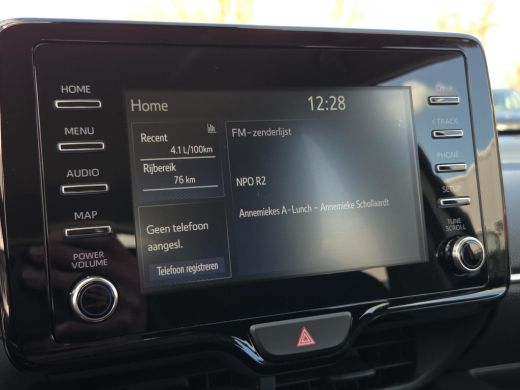 HOME
MENU
AUDIO
MAP
POWER
VOLUME
Home
12:28
Recent
4.1 L/100km
Rijbereik
76 km
Geen telefoon
aangesl.
Telefoon registreren
FM-zenderlijst
NPO R2
Annemiekes A-Lunch – Annemieke Schollaardt
< TRACK
PHONE
SETUP
TUNE
SCROLL